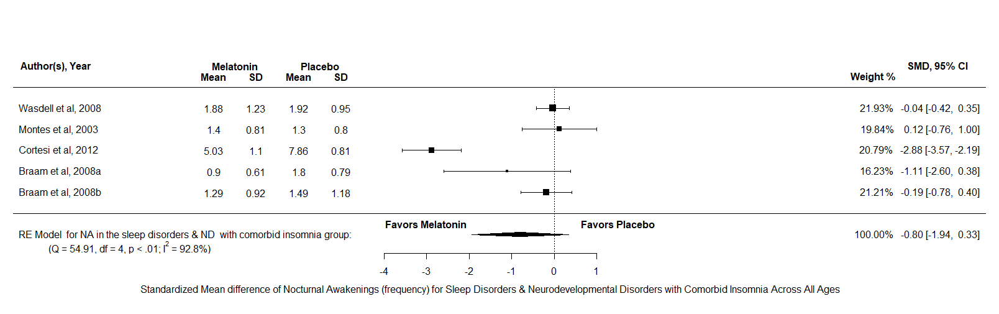 Author(s), Year Melatonin Placebo SMD, 95% CI
Mean SD Mean SD Weight %
Wasdell et al, 2008 1.88 1.23 1.92 0.95 21.93% -0.04 [-0.42, 0.35]
Montes et al, 2003 1.4 0.81 1.3 0.8 19.84% 0.12 [-0.76, 1.00]
Cortesi et al, 2012 5.03 1.1 7.86 0.81 20.79% -2.88 [-3.57, -2.19]
Braam et al, 2008a 0.9 0.61 1.8 0.79 16.23% -1.11 [-2.60, 0.38]
Braam et al, 2008b 1.29 0.92 1.49 1.18 21.21% -0.19 [-0.78, 0.40]
Favors Melatonin Favors Placebo
RE Model for NA in the sleep disorders & ND with comorbid insomnia group: 100.00% -0.80 [-1.94, 0.33]
(Q = 54.91, df = 4, p < .01; I² = 92.8%)
-4 -3 -2 -1 0 1
Standardized Mean difference of Nocturnal Awakenings (frequency) for Sleep Disorders & Neurodevelopmental Disorders with Comorbid Insomnia Across All Ages